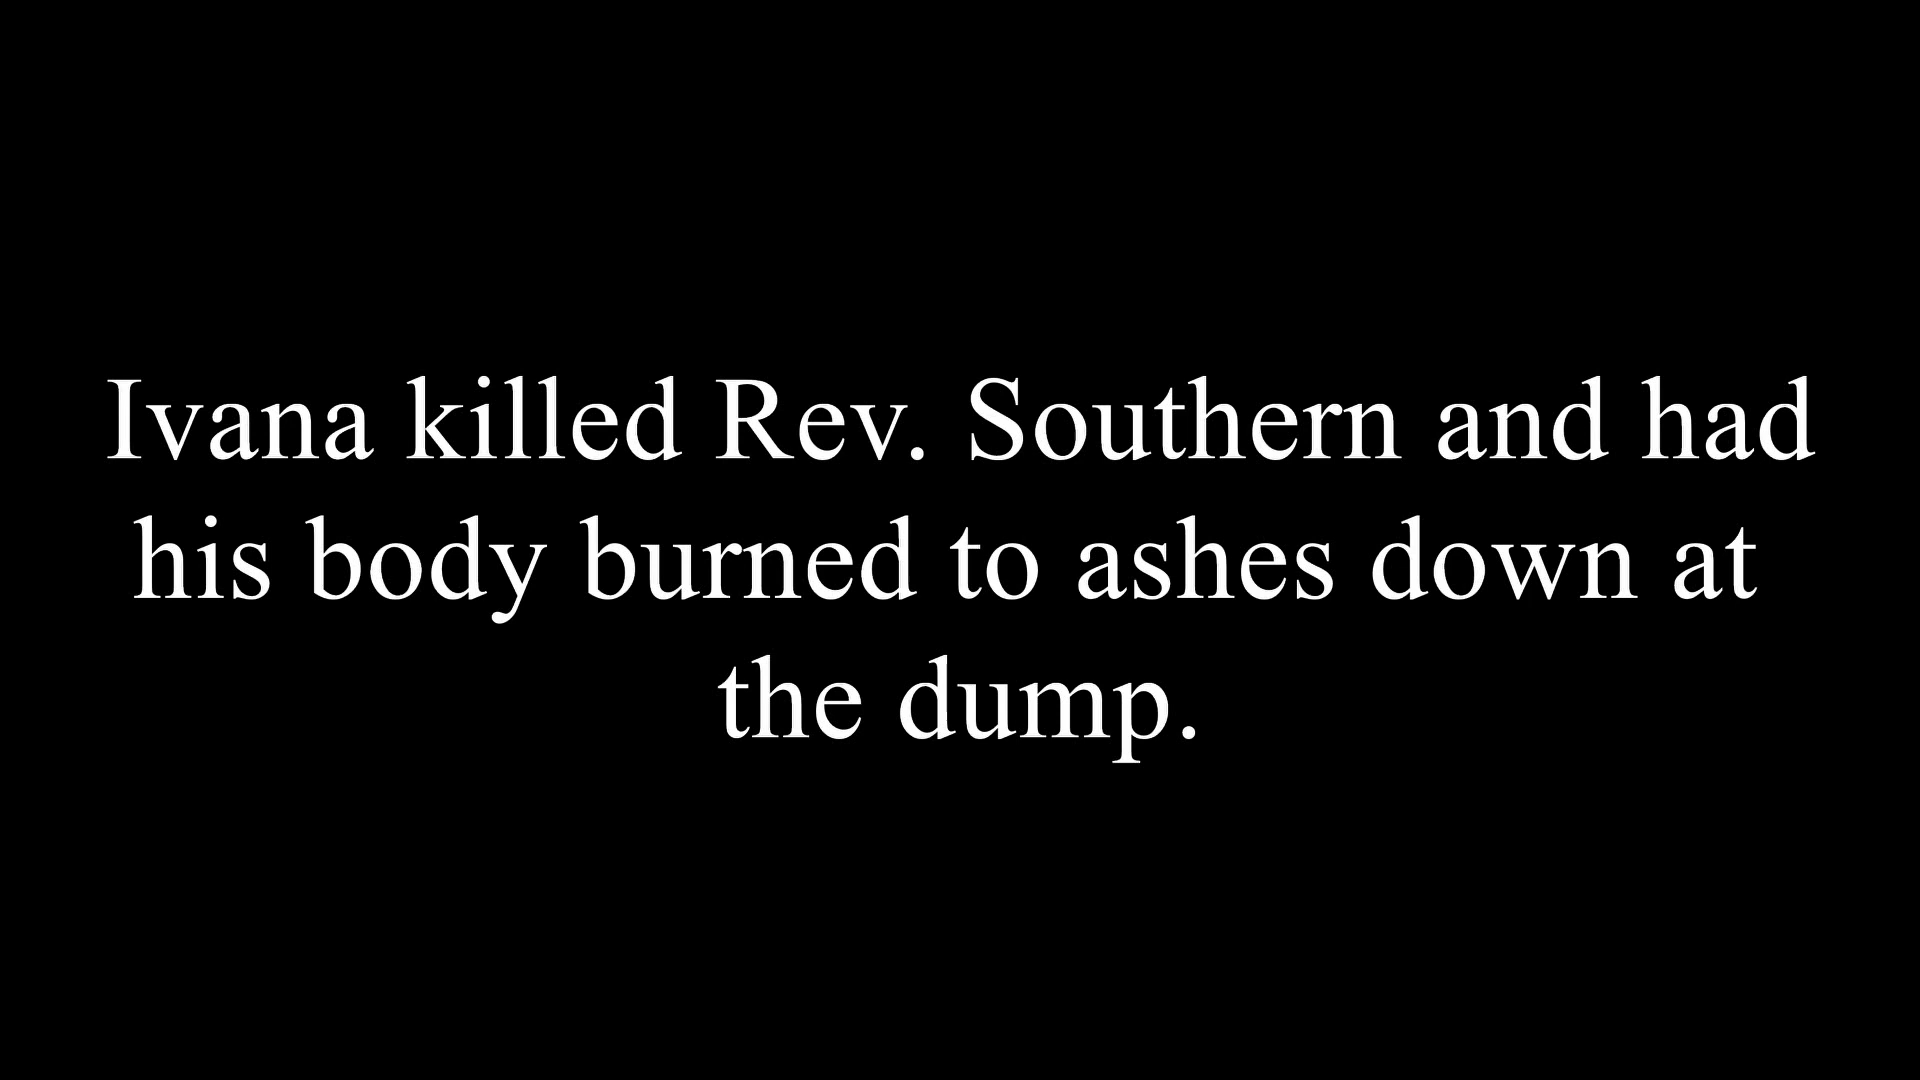 Ivana killed Rev. Southern and had
his body burned to ashes down at
the dump.